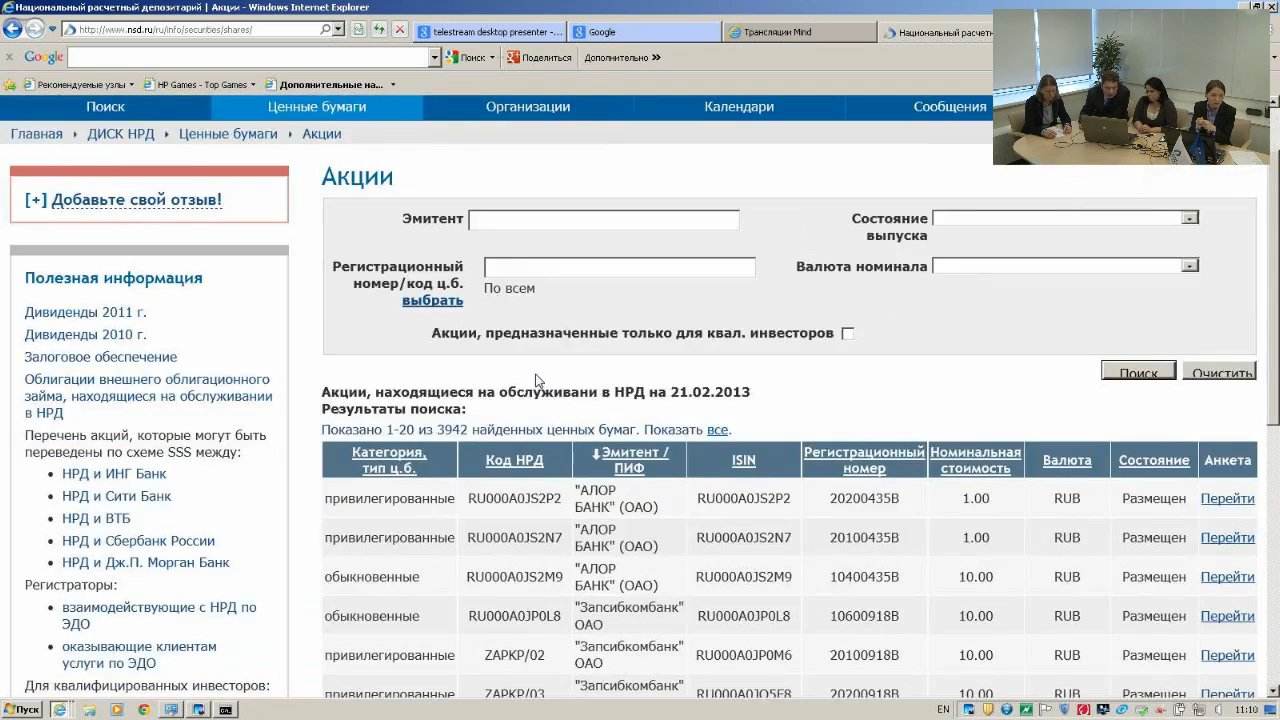 Национальный расчетный депозитарий | Акции - Windows Internet Explorer
http://www.nsd.ru/ru/info/securities/shares/
telestream desktop presenter -...
Google
Трансляции Mind
Национальный расчетн...
Google
Поиск
Поделиться
Дополнительно »
Рекомендуемые узлы
HP Games - Top Games
Дополнительные на...
Поиск
Ценные бумаги
Организации
Календари
Сообщения
Главная
ДИСК НРД
Ценные бумаги
Акции
[+] Добавьте свой отзыв!
Полезная информация
Дивиденды 2011 г.
Дивиденды 2010 г.
Залоговое обеспечение
Облигации внешнего облигационного
займа, находящиеся на обслуживании
в НРД
Перечень акций, которые могут быть
переведены по схеме SSS между:
НРД и ИНГ Банк
НРД и Сити Банк
НРД и ВТБ
НРД и Сбербанк России
НРД и Дж.П. Морган Банк
Регистраторы:
взаимодействующие с НРД по
ЭДО
оказывающие клиентам
услуги по ЭДО
Для квалифицированных инвесторов:
Акции
Эмитент
Состояние
выпуска
Регистрационный
номер/код ц.б.
выбрать
По всем
Валюта номинала
Акции, предназначенные только для квал. инвесторов
Поиск
Очистить
Акции, находящиеся на обслуживани в НРД на 21.02.2013
Результаты поиска:
Показано 1-20 из 3942 найденных ценных бумаг. Показать все.
Категория, тип ц.б. Код НРД Эмитент / ПИФ ISIN Регистрационный номер Номинальная стоимость Валюта Состояние Анкета
привилегированные RU000A0JS2P2 "АЛОР БАНК" (ОАО) RU000A0JS2P2 20200435B 1.00 RUB Размещен Перейти
привилегированные RU000A0JS2N7 "АЛОР БАНК" (ОАО) RU000A0JS2N7 20100435B 1.00 RUB Размещен Перейти
обыкновенные RU000A0JS2M9 "АЛОР БАНК" (ОАО) RU000A0JS2M9 10400435B 10.00 RUB Размещен Перейти
обыкновенные RU000A0JP0L8 "Запсибкомбанк" ОАО RU000A0JP0L8 10600918B 10.00 RUB Размещен Перейти
привилегированные ZAPKP/02 "Запсибкомбанк" ОАО RU000A0JP0M6 20100918B 10.00 RUB Размещен Перейти
привилегированные ZAPKP/03 "Запсибкомбанк" 20200918B 10.00 RUB Размещен Перейти
Пуск
EN
11:10